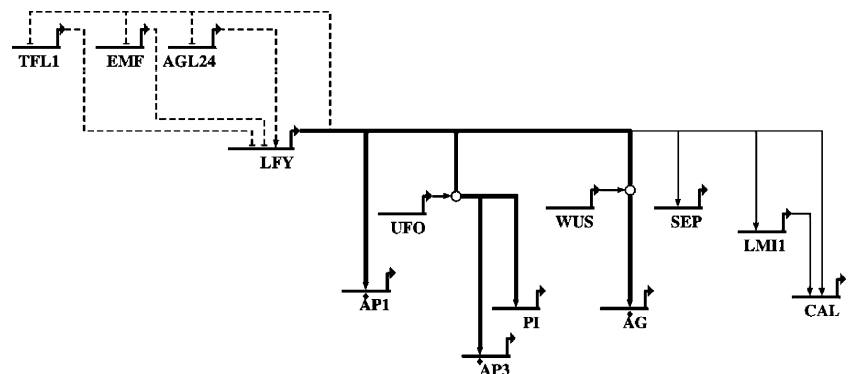 TFL1 EMF AGL24
LFY
UFO WUS SEP
LMI1
AP1 PI AG CAL
AP3